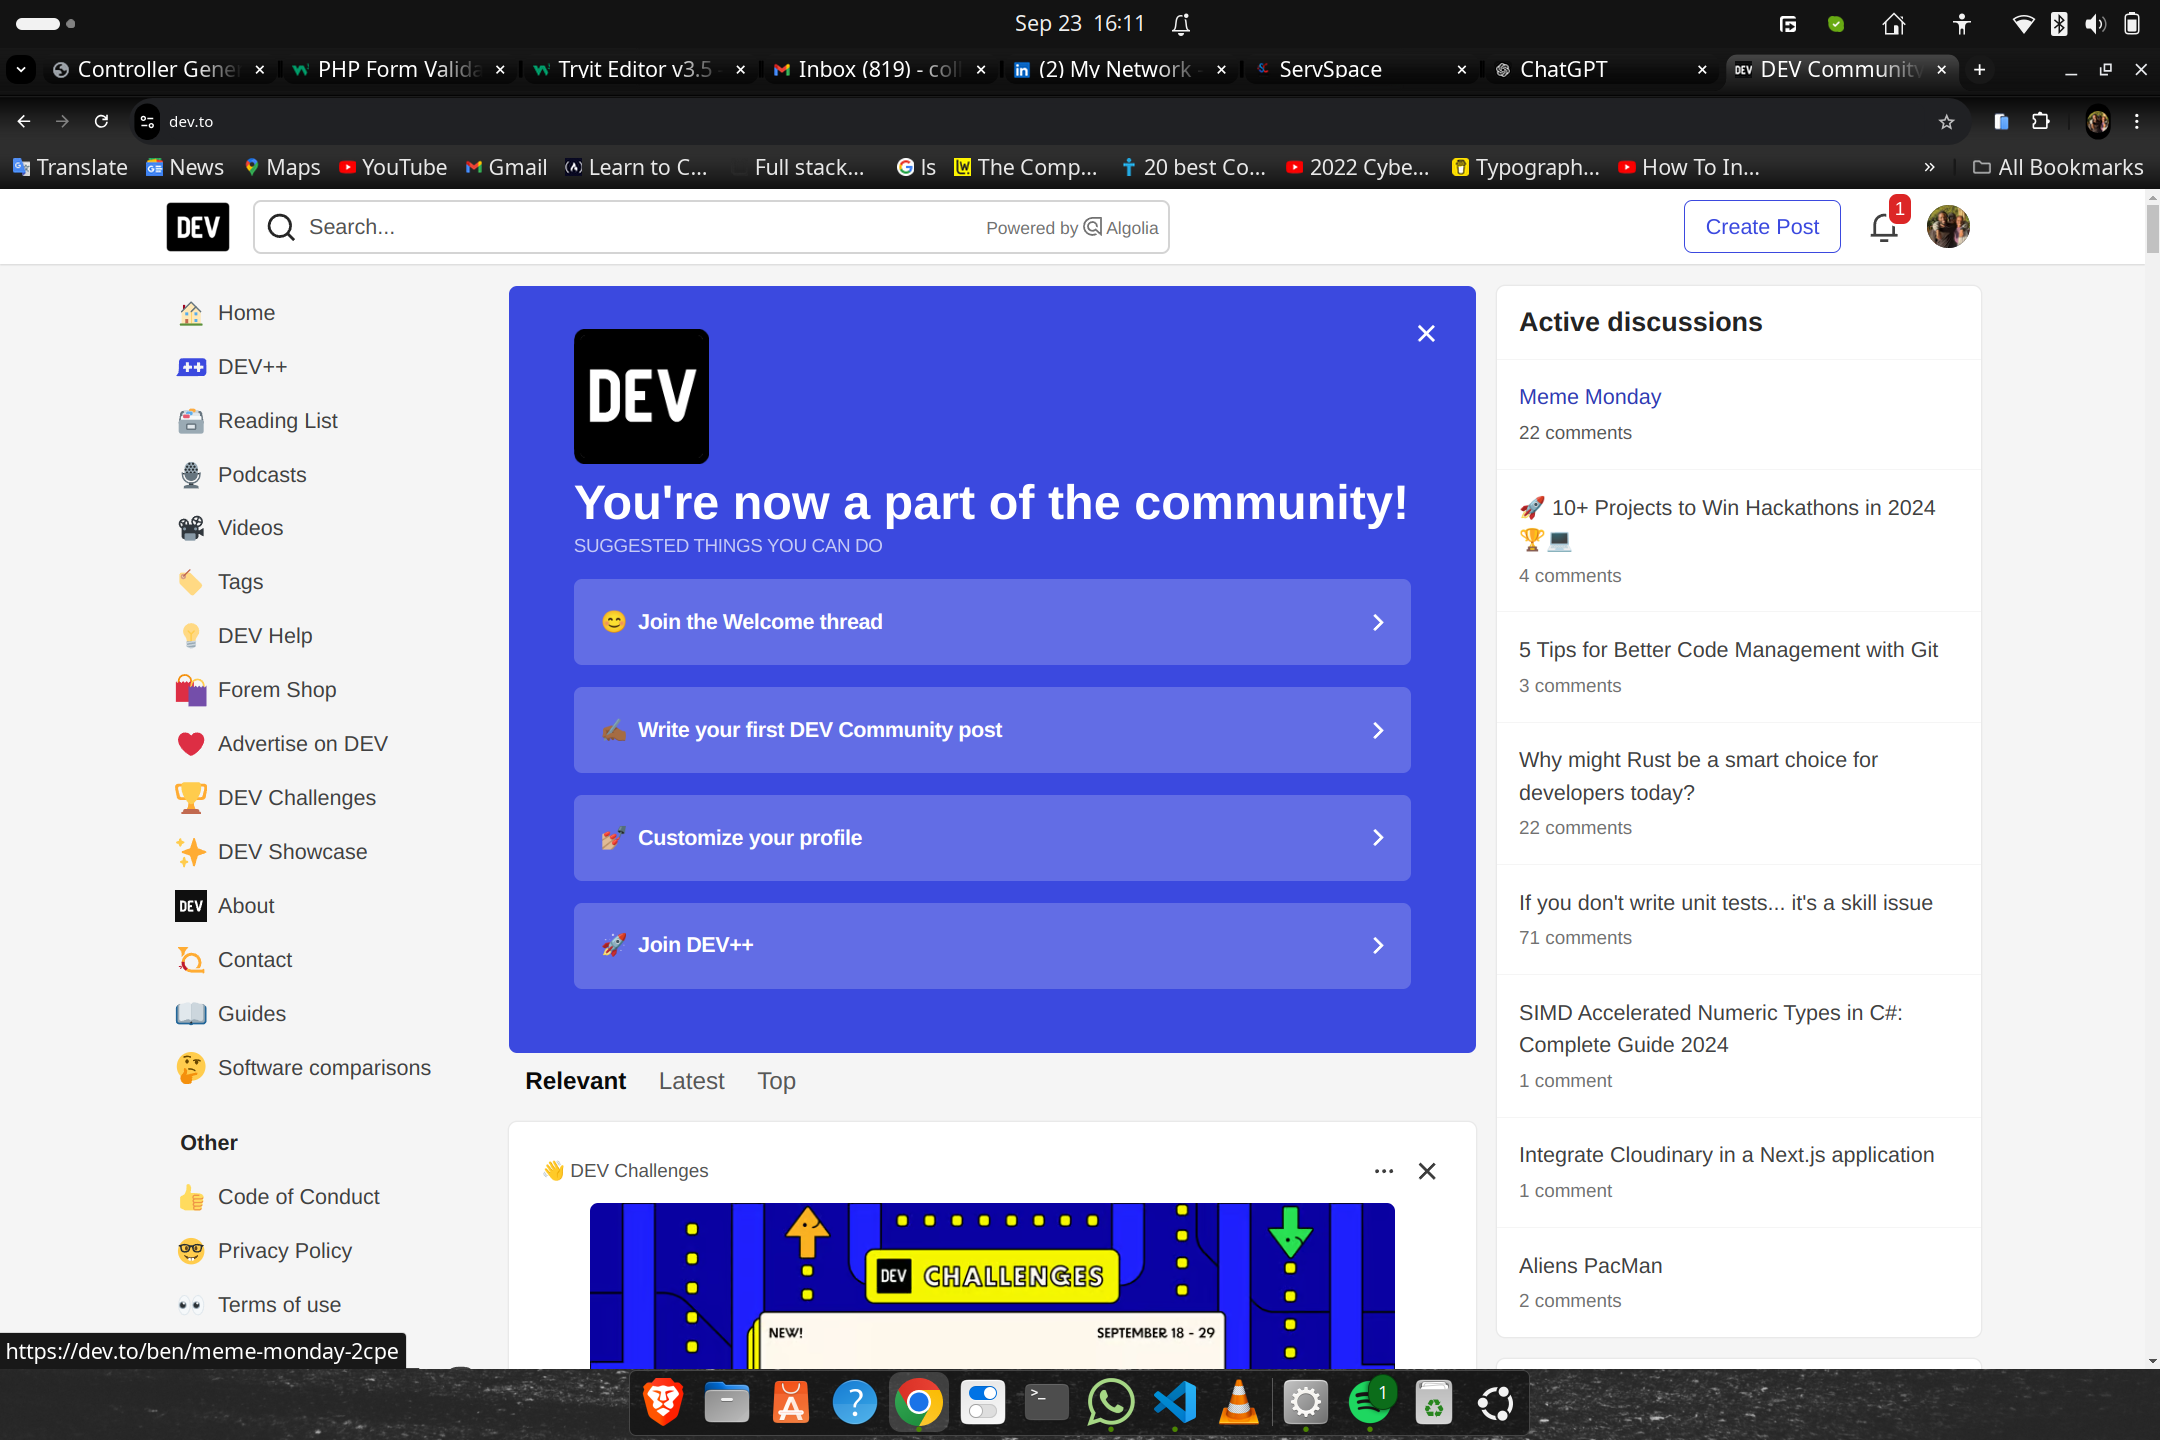 Sep 23 16:11
Controller Gene
PHP Form Valida
Tryit Editor v3.5 -
Inbox (819) - col
(2) My Network -
ServSpace
ChatGPT
DEV Community
dev.to
Translate
News
Maps
YouTube
Gmail
Learn to C...
Full stack...
ls
The Comp...
20 best Co...
2022 Cybe...
Typograph...
How To In...
»
All Bookmarks
DEV
Search...
Powered by Algolia
Create Post
1
Home
DEV++
Reading List
Podcasts
Videos
Tags
DEV Help
Forem Shop
Advertise on DEV
DEV Challenges
DEV Showcase
DEV
About
Contact
Guides
Software comparisons
Other
Code of Conduct
Privacy Policy
Terms of use
https://dev.to/ben/meme-monday-2cpe
DEV
You're now a part of the community!
SUGGESTED THINGS YOU CAN DO
😊 Join the Welcome thread
✍🏾 Write your first DEV Community post
💅🏼 Customize your profile
🚀 Join DEV++
Relevant
Latest
Top
👋 DEV Challenges
DEV CHALLENGES
NEW!
SEPTEMBER 18 - 29
Active discussions
Meme Monday
22 comments
🚀 10+ Projects to Win Hackathons in 2024
🏆💻
4 comments
5 Tips for Better Code Management with Git
3 comments
Why might Rust be a smart choice for
developers today?
22 comments
If you don't write unit tests... it's a skill issue
71 comments
SIMD Accelerated Numeric Types in C#:
Complete Guide 2024
1 comment
Integrate Cloudinary in a Next.js application
1 comment
Aliens PacMan
2 comments
1